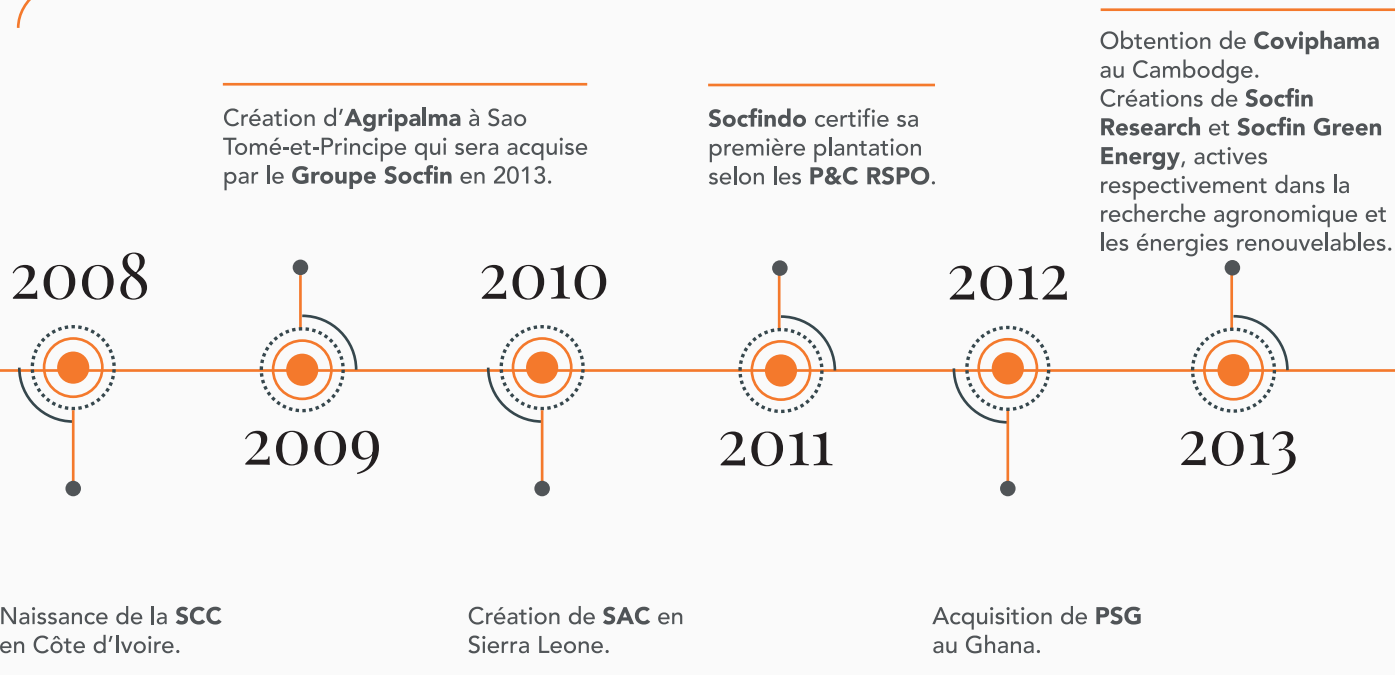 2008
Naissance de la SCC
en Côte d'Ivoire.
Création d'Agripalma à Sao
Tomé-et-Principe qui sera acquise
par le Groupe Socfin en 2013.
2009
2010
Création de SAC en
Sierra Leone.
Socfindo certifie sa
première plantation
selon les P&C RSPO.
2011
2012
Acquisition de PSG
au Ghana.
Obtention de Coviphama
au Cambodge.
Créations de Socfin
Research et Socfin Green
Energy, actives
respectivement dans la
recherche agronomique et
les énergies renouvelables.
2013